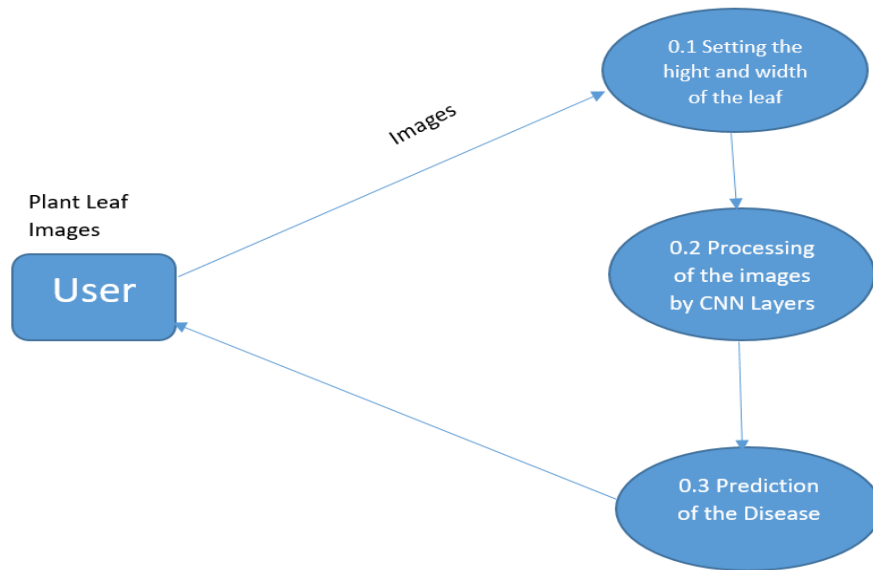 0.1 Setting the
hight and width
of the leaf
Images
Plant Leaf
Images
User
0.2 Processing
of the images
by CNN Layers
0.3 Prediction
of the Disease